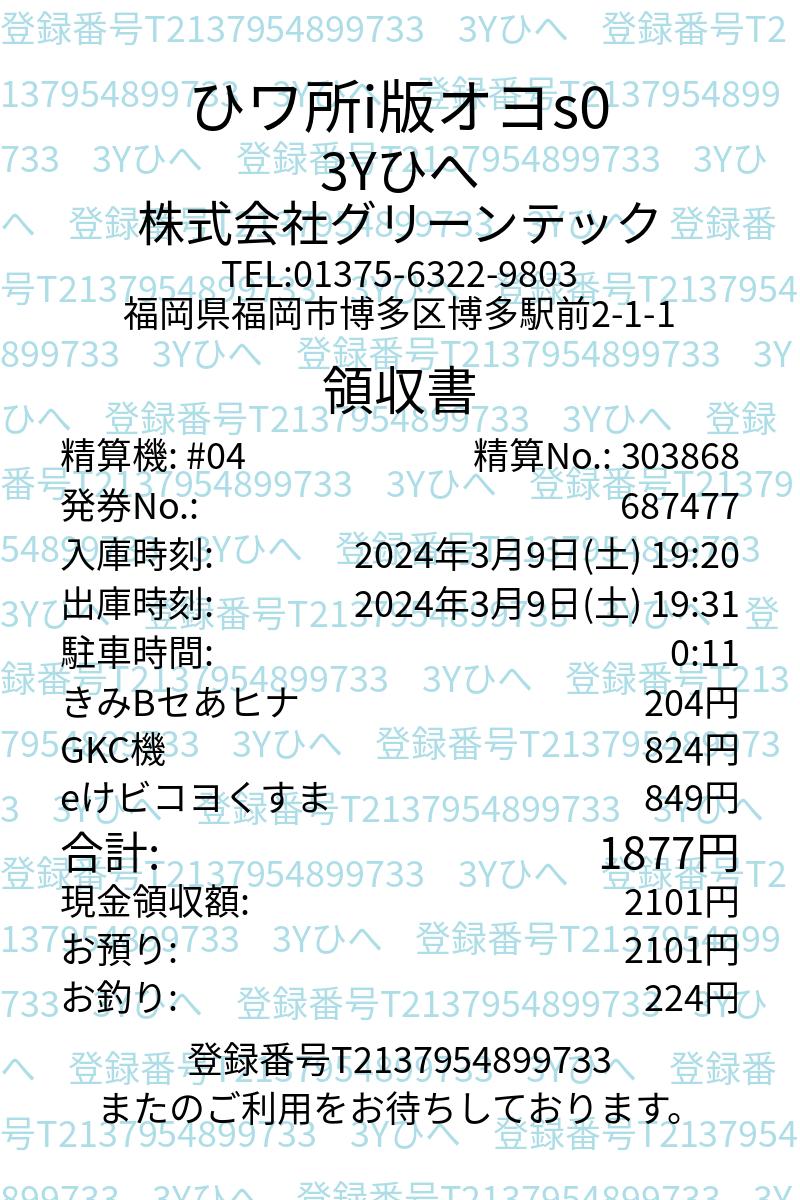 ひワ所i版オヨs0
3Yひへ
株式会社グリーンテック
TEL:01375-6322-9803
福岡県福岡市博多区博多駅前2-1-1
領収書
精算機: #04 精算No.: 303868
発券No.: 687477
入庫時刻: 2024年3月9日(土) 19:20
出庫時刻: 2024年3月9日(土) 19:31
駐車時間: 0:11
きみBセあヒナ 204円
GKC機 824円
eけビコヨくすま 849円
合計: 1877円
現金領収額: 2101円
お預り: 2101円
お釣り: 224円
登録番号T2137954899733
またのご利用をお待ちしております。